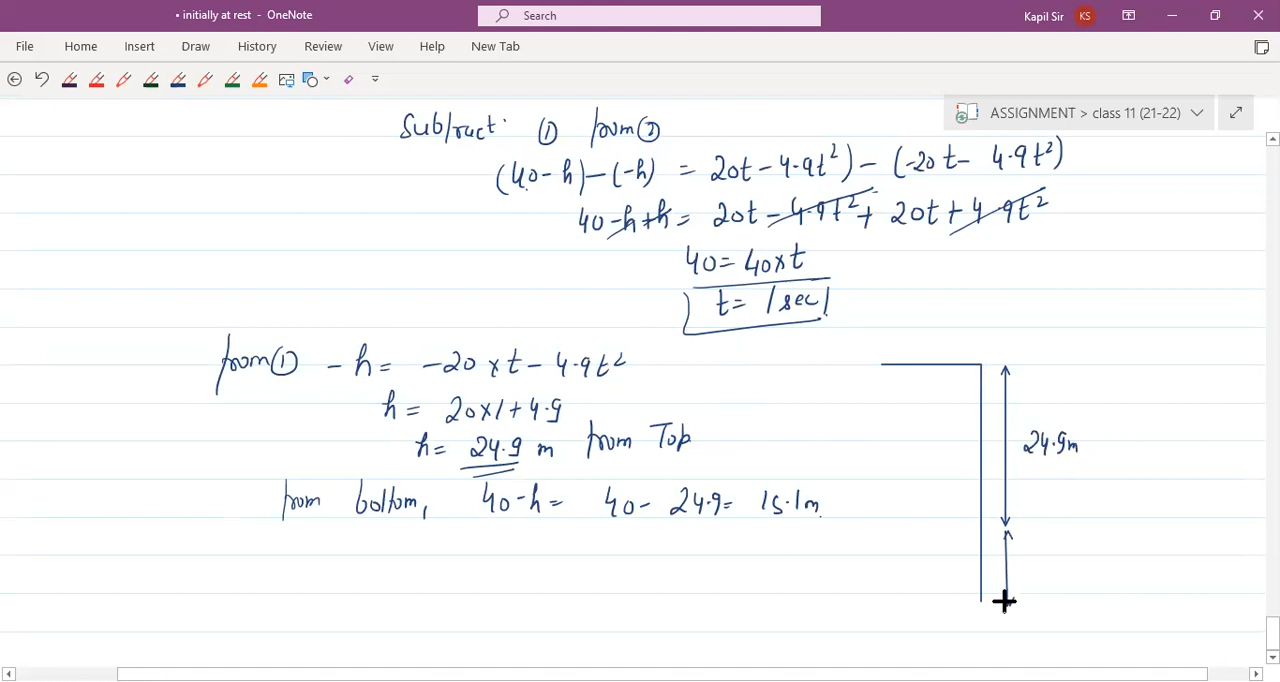 • initially at rest - OneNote
Search
Kapil Sir
KS
File Home Insert Draw History Review View Help New Tab
ASSIGNMENT > class 11 (21-22)
Subtract: ① from ②
(40-h)-(-h) = 20t-4.9t²) - (-20t - 4.9t²)
40-h+h = 20t-4.9t² + 20t+4.9t²
40 = 40×t
t = 1sec
from ① -h = -20×t - 4.9t²
h = 20×1+4.9
h = 24.9 m from Top
24.9m
from bottom, 40-h = 40 - 24.9 = 15.1m.